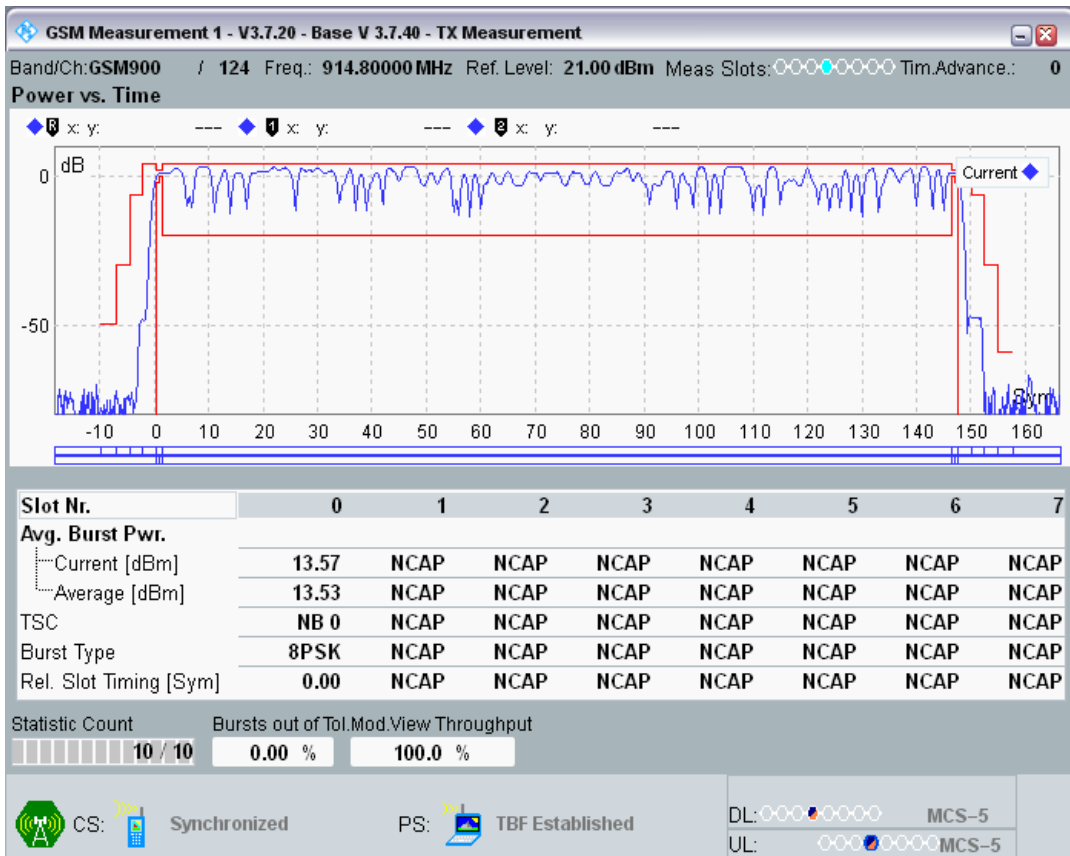 GSM Measurement 1 - V3.7.20 - Base V 3.7.40 - TX Measurement
Band/Ch:GSM900 / 124 Freq.: 914.80000 MHz Ref. Level: 21.00 dBm Meas Slots: Tim.Advance.: 0
Power vs. Time
R x: y: --- 1 x: y: --- 2 x: y: ---
dB
Current
0
-50
Sym
-10 0 10 20 30 40 50 60 70 80 90 100 110 120 130 140 150 160
Slot Nr. 0 1 2 3 4 5 6 7
Avg. Burst Pwr.
Current [dBm] 13.57 NCAP NCAP NCAP NCAP NCAP NCAP NCAP
Average [dBm] 13.53 NCAP NCAP NCAP NCAP NCAP NCAP NCAP
TSC NB 0 NCAP NCAP NCAP NCAP NCAP NCAP NCAP
Burst Type 8PSK NCAP NCAP NCAP NCAP NCAP NCAP NCAP
Rel. Slot Timing [Sym] 0.00 NCAP NCAP NCAP NCAP NCAP NCAP NCAP
Statistic Count Bursts out of Tol.Mod.View Throughput
10 / 10 0.00 % 100.0 %
CS: Synchronized PS: TBF Established
DL: MCS-5
UL: MCS-5